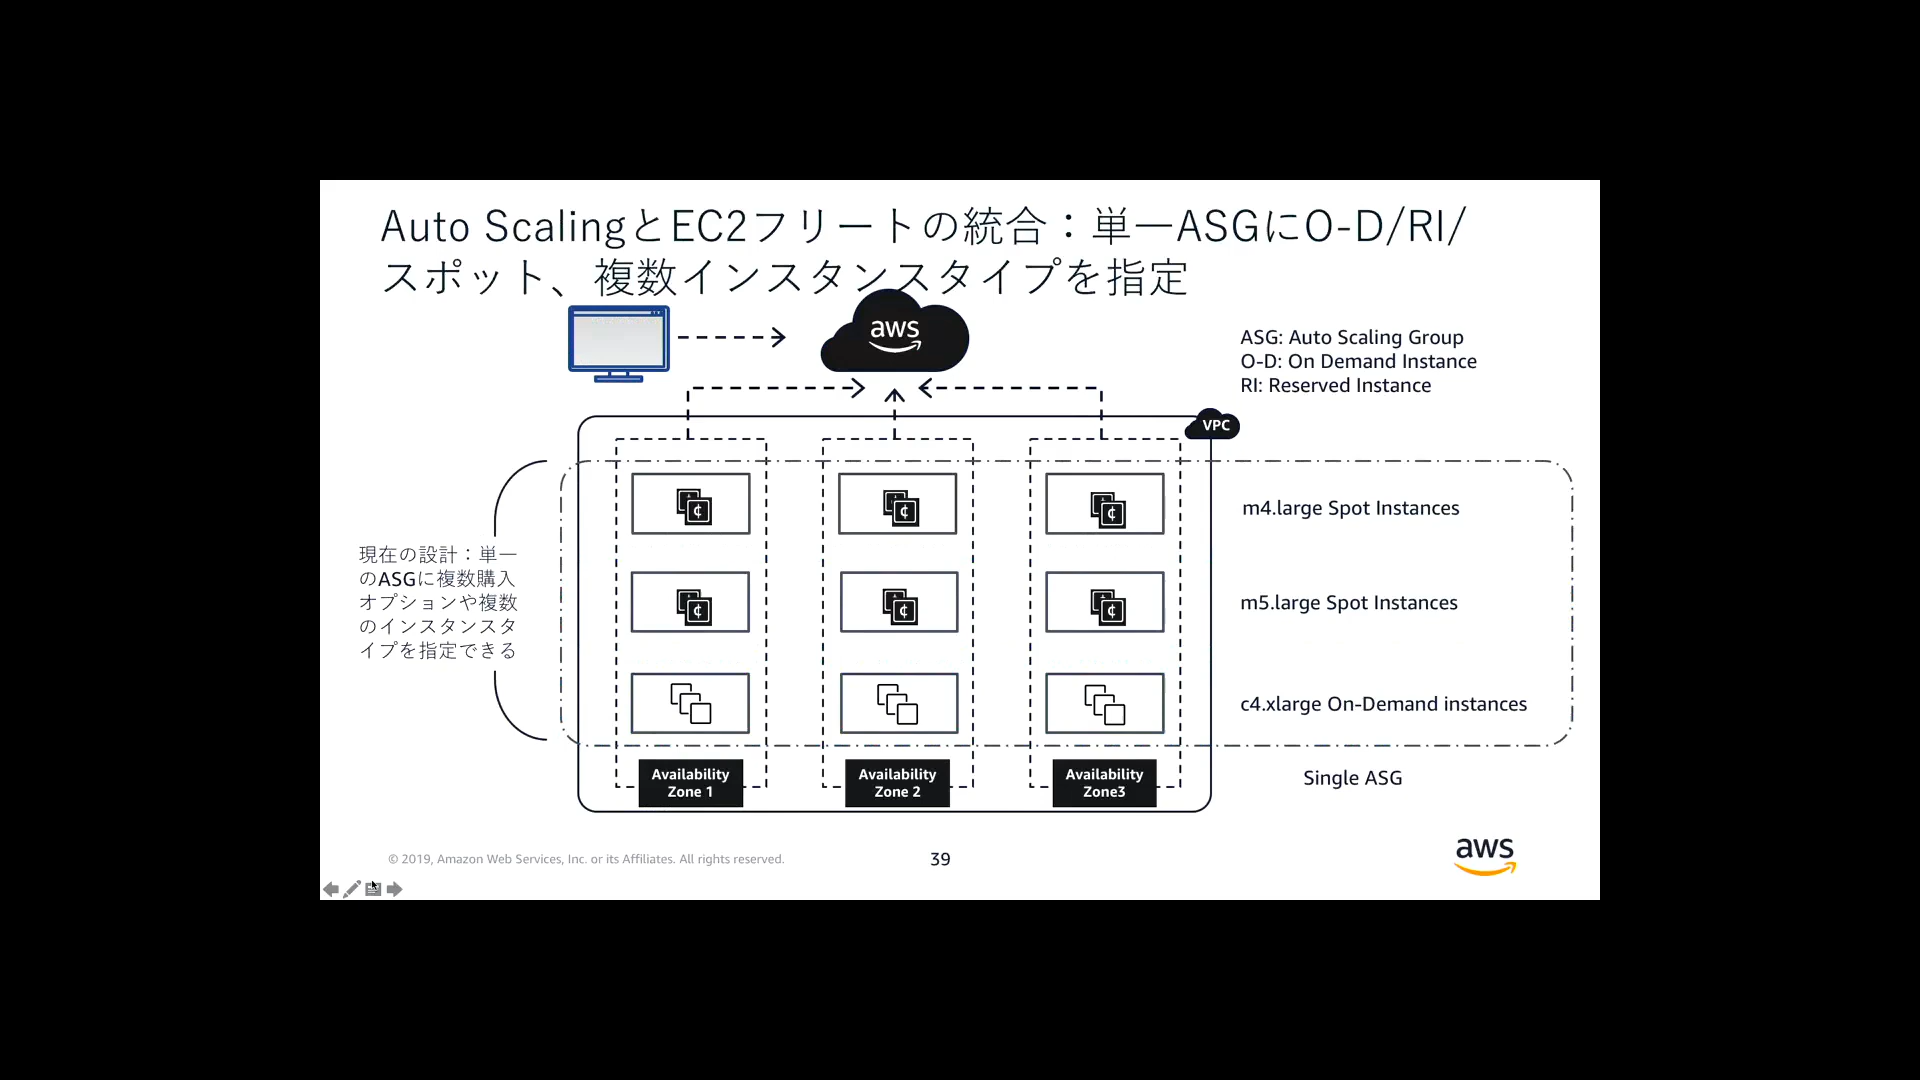 Auto ScalingとEC2フリートの統合：単一ASGにO-D/RI/
スポット、複数インスタンスタイプを指定
aws
ASG: Auto Scaling Group
O-D: On Demand Instance
RI: Reserved Instance
VPC
m4.large Spot Instances
現在の設計：単一
のASGに複数購入
オプションや複数
のインスタンスタ
イプを指定できる
m5.large Spot Instances
c4.xlarge On-Demand instances
Availability
Zone 1
Availability
Zone 2
Availability
Zone3
Single ASG
© 2019, Amazon Web Services, Inc. or its Affiliates. All rights reserved.
39
aws